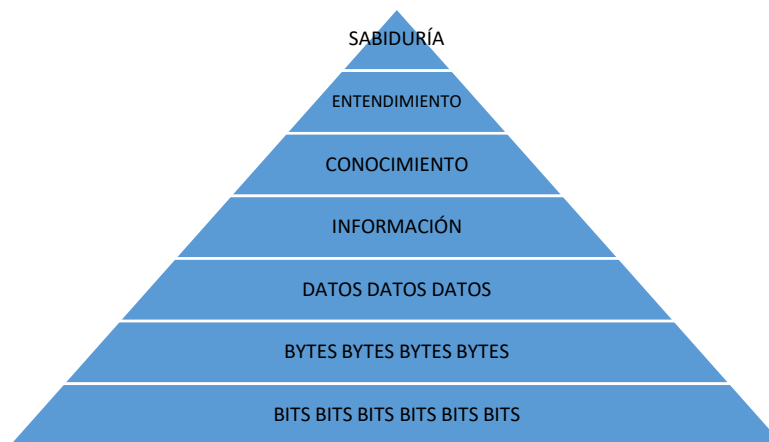 SABIDURÍA
ENTENDIMIENTO
CONOCIMIENTO
INFORMACIÓN
DATOS DATOS DATOS
BYTES BYTES BYTES BYTES
BITS BITS BITS BITS BITS BITS